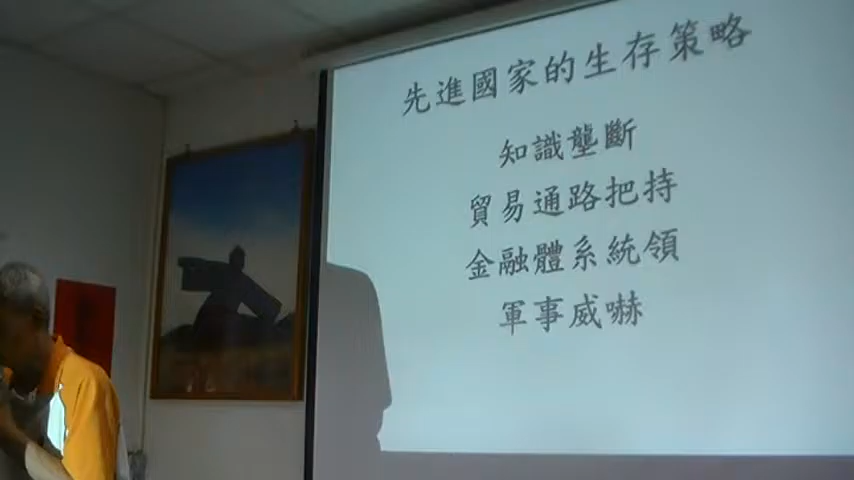 先進國家的生存策略
知識壟斷
貿易通路把持
金融體系統領
軍事威嚇